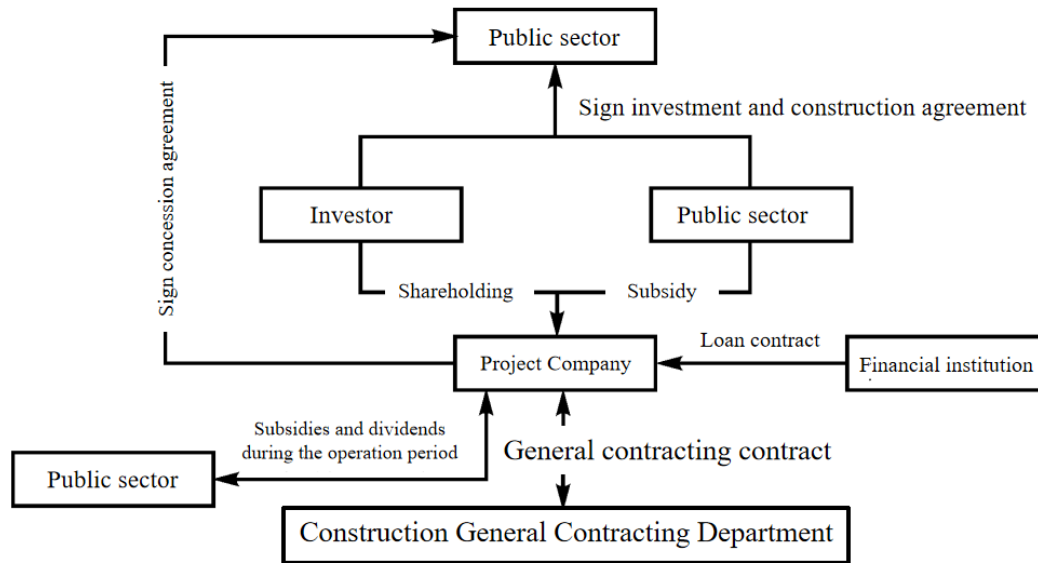 Public sector
Sign concession agreement
Sign investment and construction agreement
Investor
Public sector
Shareholding
Subsidy
Loan contract
Project Company
Financial institution
Subsidies and dividends
during the operation period
General contracting contract
Public sector
Construction General Contracting Department